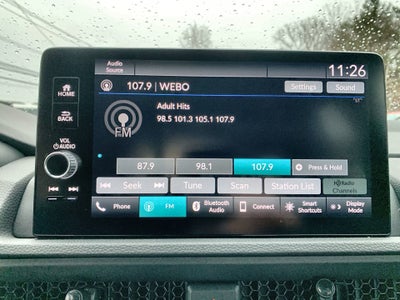 HOME
BACK
VOL
AUDIO
Audio
Source
11:26
107.9 | WEBO
Settings
Sound
FM
Adult Hits
98.5 101.3 105.1 107.9
87.9
98.1
107.9
Press & Hold
Seek
Tune
Scan
Station List
HD Radio
Channels
Phone
FM
Bluetooth
Audio
Connect
Smart
Shortcuts
Display
Mode